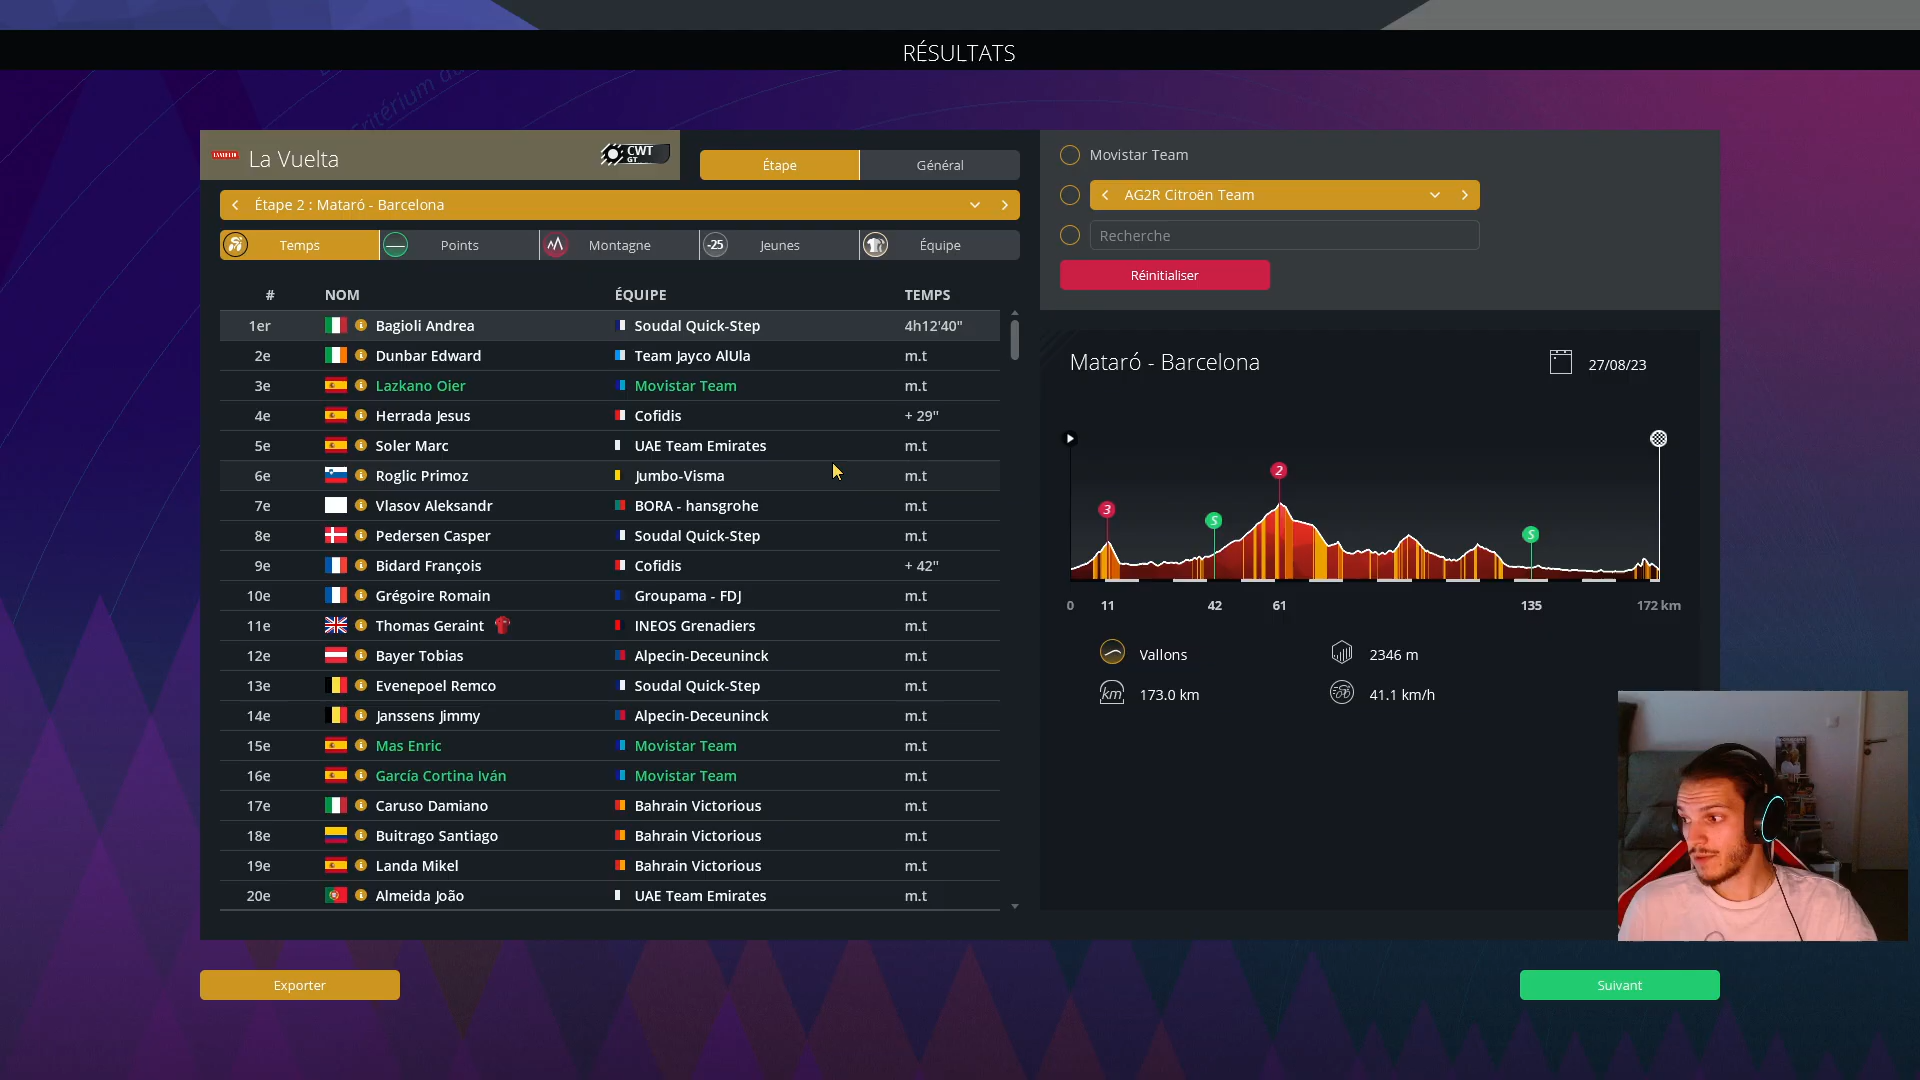 RÉSULTATS
La Vuelta
CWT
GT
Étape
Général
Étape 2 : Mataró - Barcelona
Temps
Points
Montagne
-25
Jeunes
Équipe
# NOM ÉQUIPE TEMPS
1er Bagioli Andrea Soudal Quick-Step 4h12'40"
2e Dunbar Edward Team Jayco AlUla m.t
3e Lazkano Oier Movistar Team m.t
4e Herrada Jesus Cofidis + 29"
5e Soler Marc UAE Team Emirates m.t
6e Roglic Primoz Jumbo-Visma m.t
7e Vlasov Aleksandr BORA - hansgrohe m.t
8e Pedersen Casper Soudal Quick-Step m.t
9e Bidard François Cofidis + 42"
10e Grégoire Romain Groupama - FDJ m.t
11e Thomas Geraint INEOS Grenadiers m.t
12e Bayer Tobias Alpecin-Deceuninck m.t
13e Evenepoel Remco Soudal Quick-Step m.t
14e Janssens Jimmy Alpecin-Deceuninck m.t
15e Mas Enric Movistar Team m.t
16e García Cortina Iván Movistar Team m.t
17e Caruso Damiano Bahrain Victorious m.t
18e Buitrago Santiago Bahrain Victorious m.t
19e Landa Mikel Bahrain Victorious m.t
20e Almeida João UAE Team Emirates m.t
Movistar Team
AG2R Citroën Team
Recherche
Réinitialiser
Mataró - Barcelona
27/08/23
2
3
S
S
0 11 42 61 135 172 km
Vallons
2346 m
km 173.0 km
41.1 km/h
Exporter
Suivant